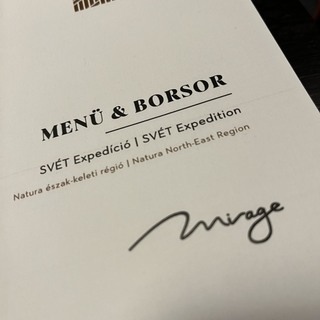 MENÜ & BORSOR
SVÉT Expedíció | SVÉT Expedition
Natura észak-keleti régió | Natura North-East Region
Mirage